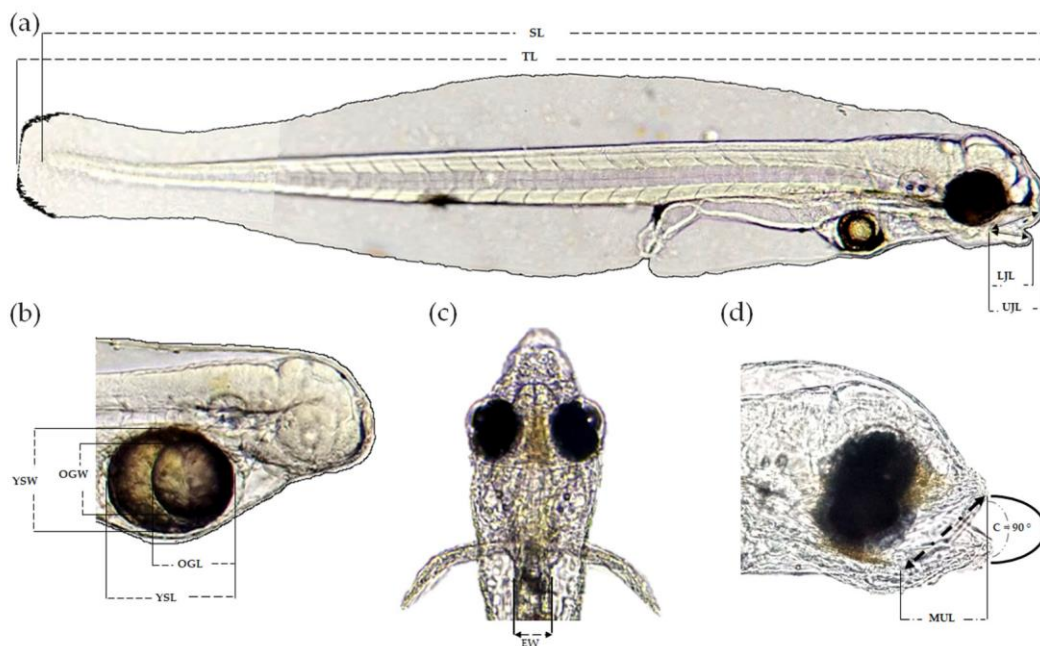 (a)
SL
TL
LJL
UJL
(b)
YSW
OGW
OGL
YSL
(c)
EW
(d)
C = 90 °
MUL